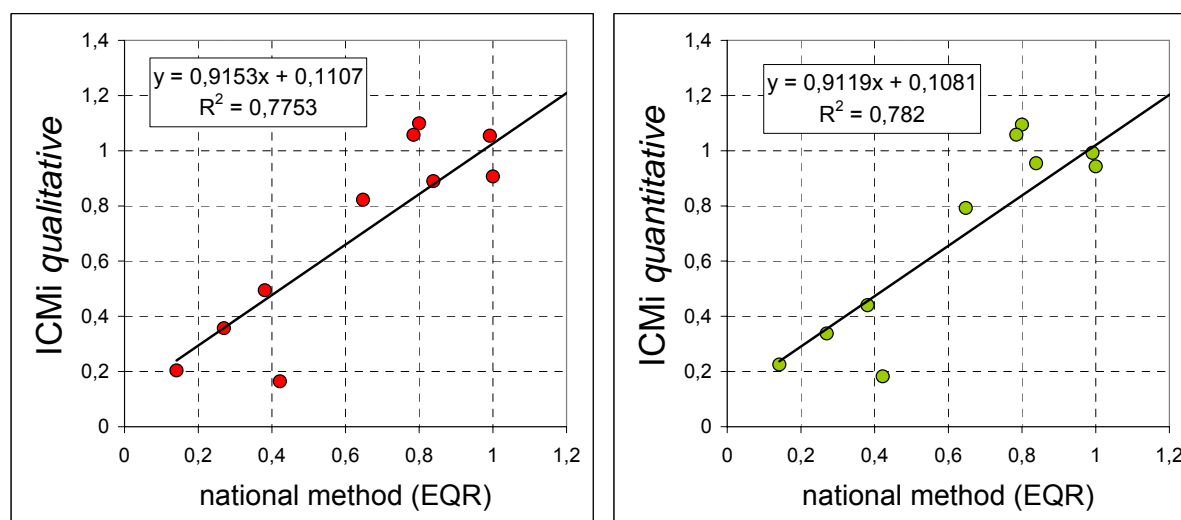 1,4
1,2
1
0,8
0,6
0,4
0,2
0
y = 0,9153x + 0,1107
R² = 0,7753
ICMi qualitative
0 0,2 0,4 0,6 0,8 1 1,2
national method (EQR)
1,4
1,2
1
0,8
0,6
0,4
0,2
0
y = 0,9119x + 0,1081
R² = 0,782
ICMi quantitative
0 0,2 0,4 0,6 0,8 1 1,2
national method (EQR)